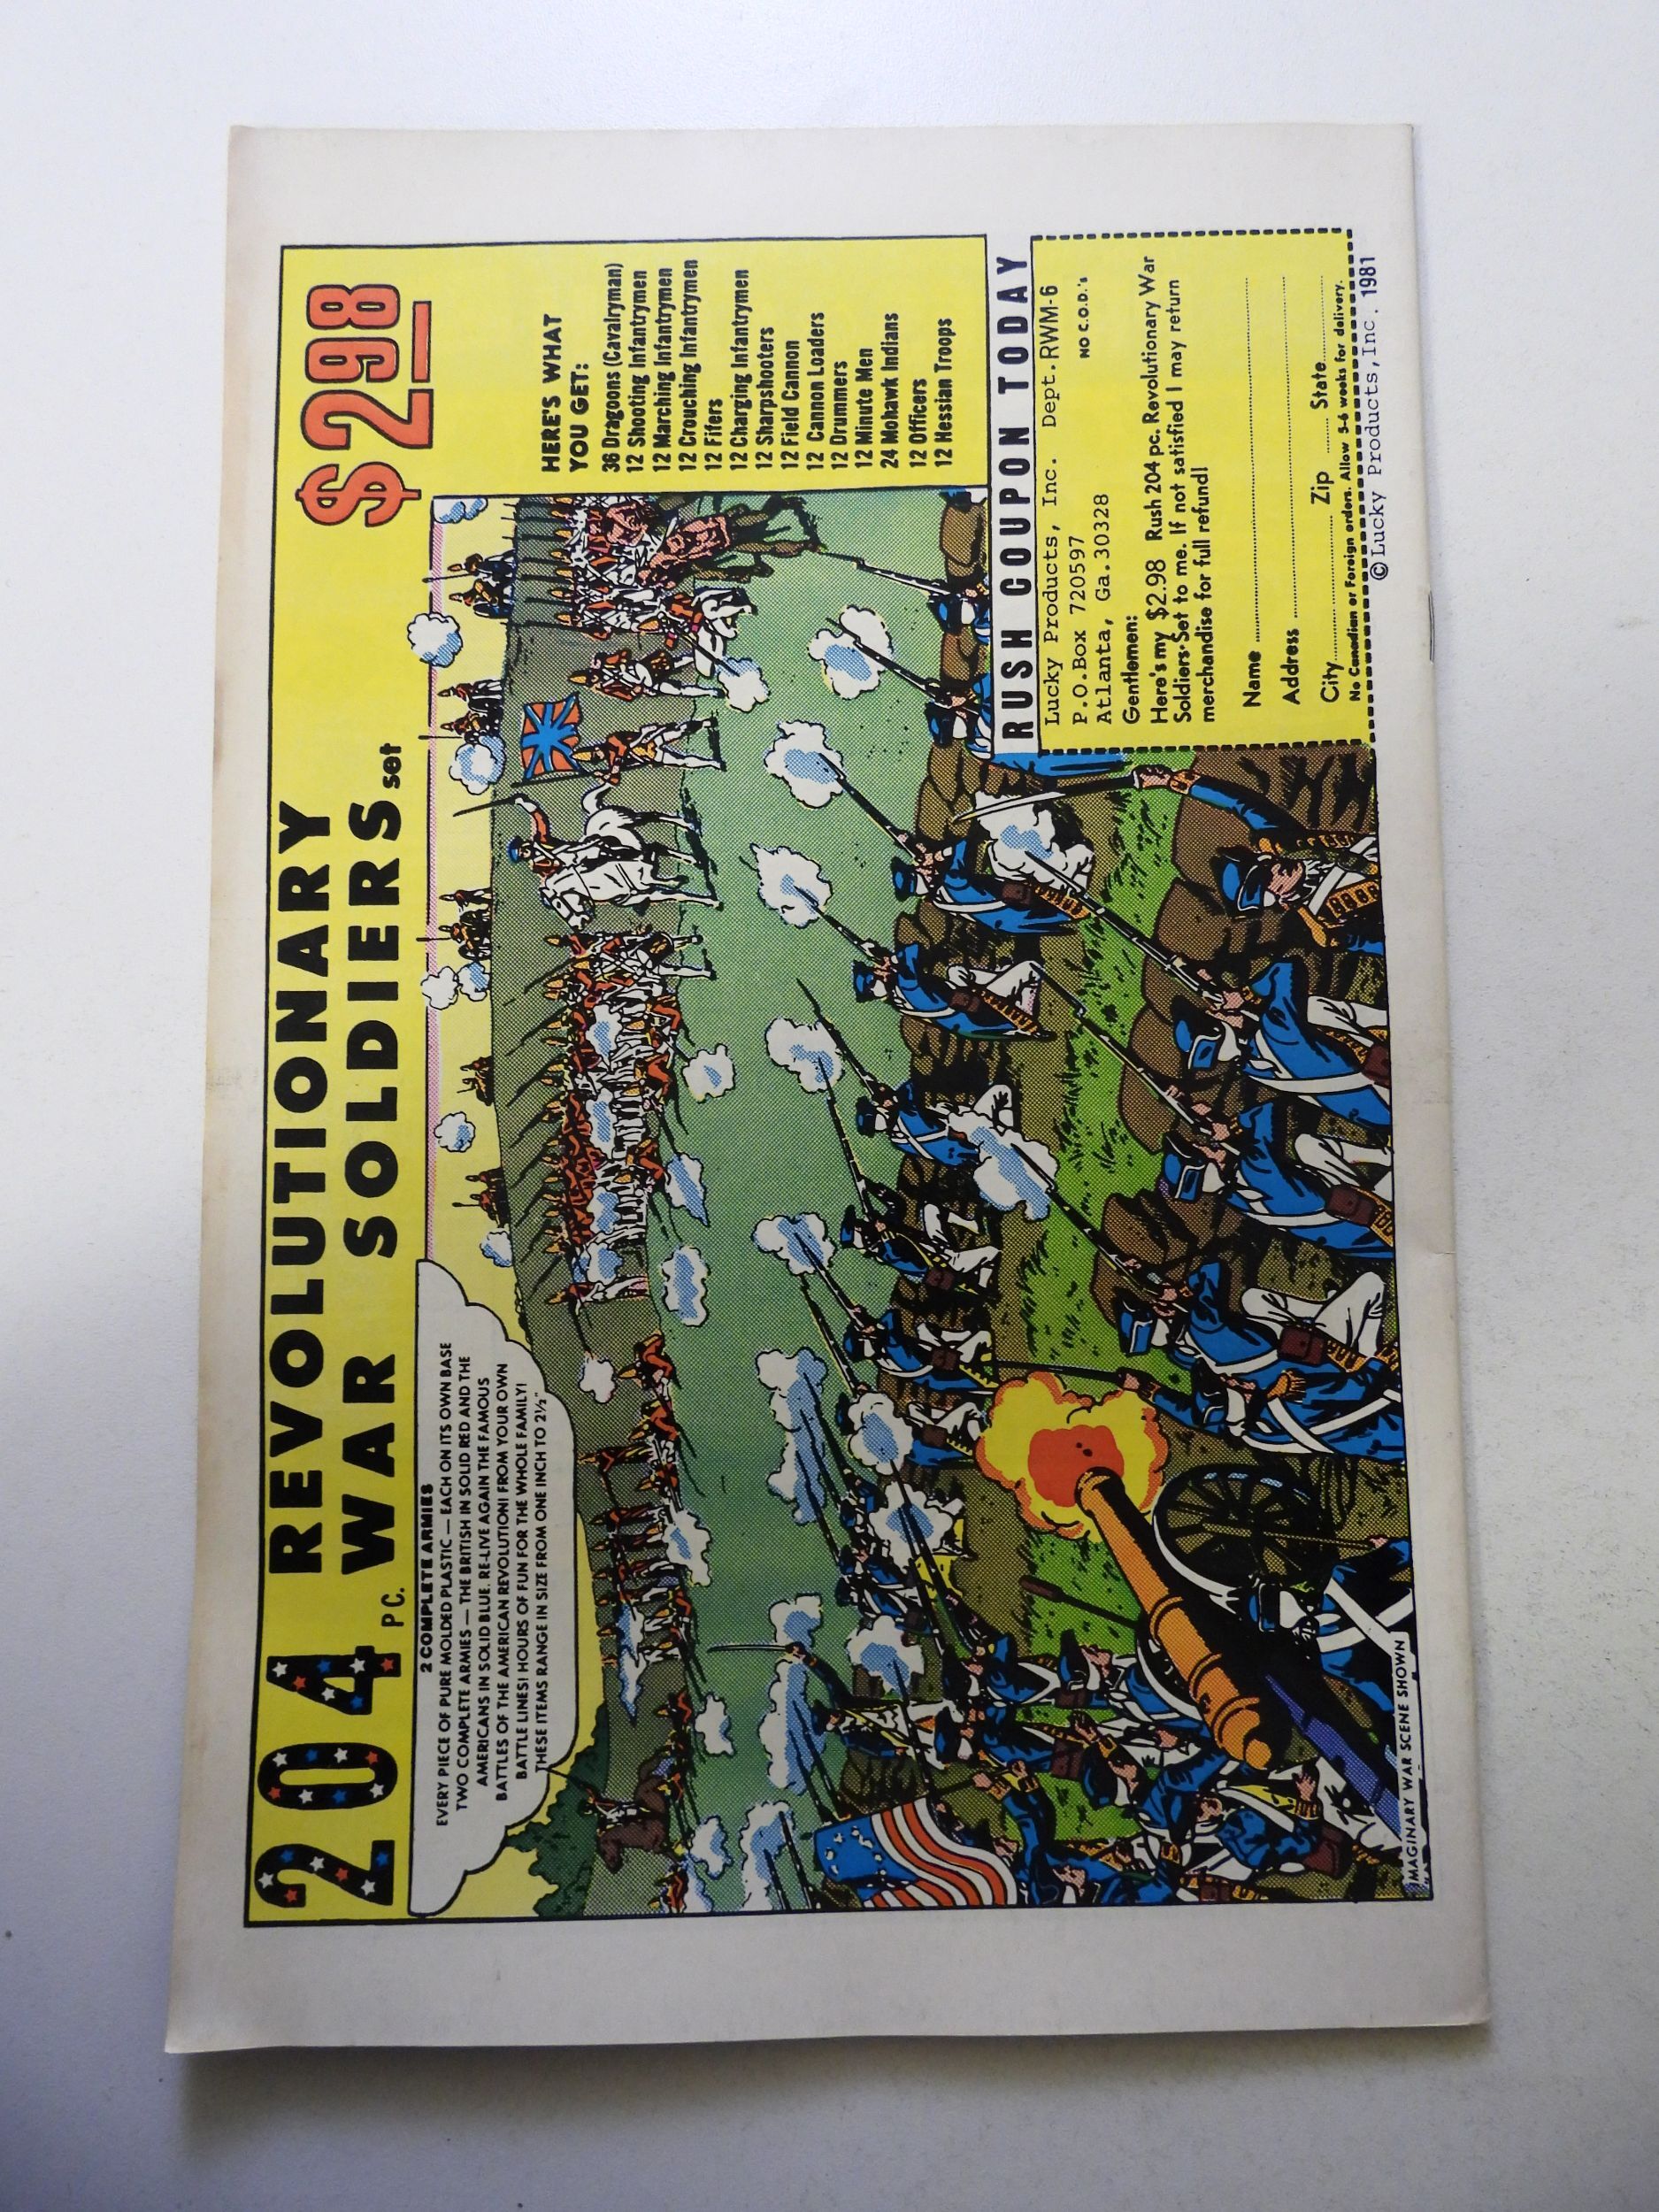 204 PC. REVOLUTIONARY
WAR SOLDIERS set
$2.98
2 COMPLETE ARMIES
EVERY PIECE OF PURE MOLDED PLASTIC — EACH ON ITS OWN BASE
TWO COMPLETE ARMIES — THE BRITISH IN SOLID RED AND THE
AMERICANS IN SOLID BLUE. RE-LIVE AGAIN THE FAMOUS
BATTLES OF THE AMERICAN REVOLUTION! FROM YOUR OWN
BATTLE LINES! HOURS OF FUN FOR THE WHOLE FAMILY!
THESE ITEMS RANGE IN SIZE FROM ONE INCH TO 2½"
HERE'S WHAT
YOU GET:
36 Dragoons (Cavalryman)
12 Shooting Infantrymen
12 Marching Infantrymen
12 Crouching Infantrymen
12 Fifers
12 Charging Infantrymen
12 Sharpshooters
12 Field Cannon
12 Cannon Loaders
12 Drummers
12 Minute Men
24 Mohawk Indians
12 Officers
12 Hessian Troops
RUSH COUPON TODAY
Lucky Products, Inc. Dept. RWM-6
P.O.Box 720597
NO C.O.D.'s
Atlanta, Ga.30328
Gentlemen:
Here's my $2.98 Rush 204 pc. Revolutionary War
Soldiers Set to me. If not satisfied I may return
merchandise for full refund!
Name
Address
City Zip State
No Canadian or Foreign orders. Allow 5-6 weeks for delivery.
© Lucky Products, Inc. 1981
IMAGINARY WAR SCENE SHOWN